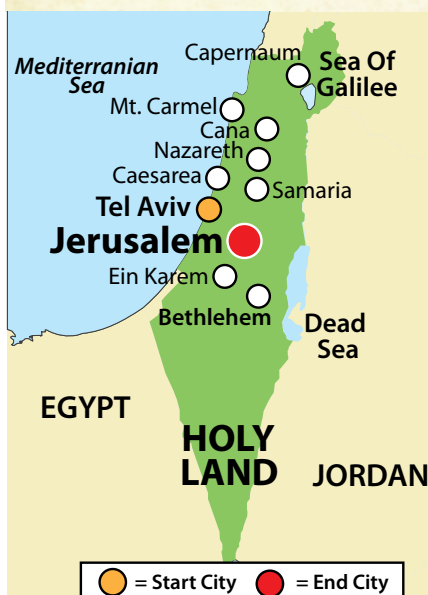 Capernaum
Mediterranian
Sea
Sea Of
Galilee
Mt. Carmel
Cana
Nazareth
Caesarea
Samaria
Tel Aviv
Jerusalem
Ein Karem
Bethlehem
Dead
Sea
EGYPT
HOLY
LAND
JORDAN
= Start City = End City